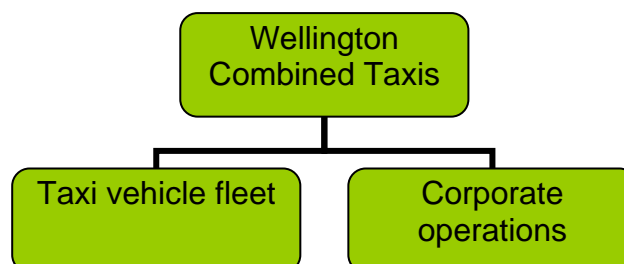 Wellington
Combined Taxis
Taxi vehicle fleet
Corporate
operations